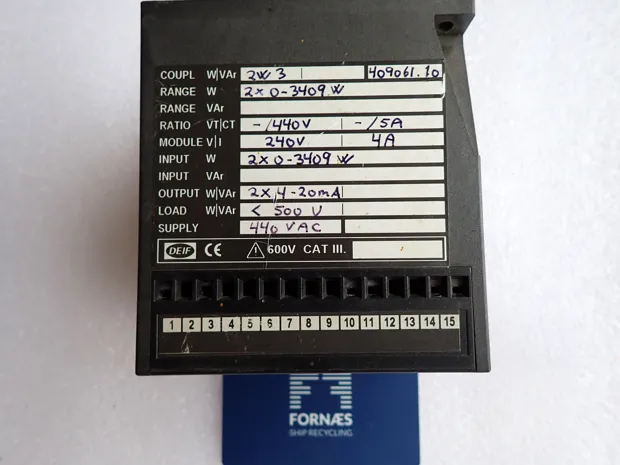 COUPL W|VAr 2W3 409061.10
RANGE W 2x0-3409 W
RANGE VAr
RATIO VT|CT -/440V -/5A
MODULE V|I 240V 4A
INPUT W 2x0-3409 W
INPUT VAr
OUTPUT W|VAr 2x4-20mA
LOAD W|VAr < 500 V
SUPPLY 440 VAC
DEIF CE 600V CAT III.
1 2 3 4 5 6 7 8 9 10 11 12 13 14 15
FORNÆS
SHIP RECYCLING